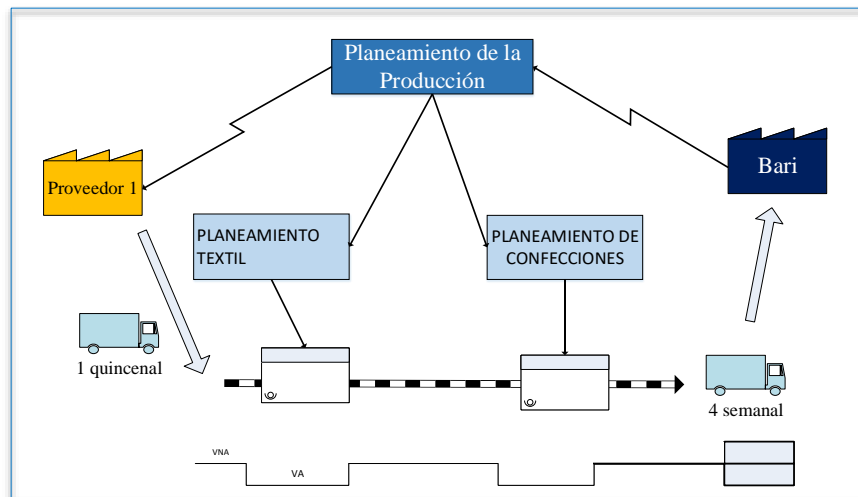 Planeamiento de la
Producción
Proveedor 1
Bari
PLANEAMIENTO
TEXTIL
PLANEAMIENTO DE
CONFECCIONES
1 quincenal
4 semanal
VNA
VA